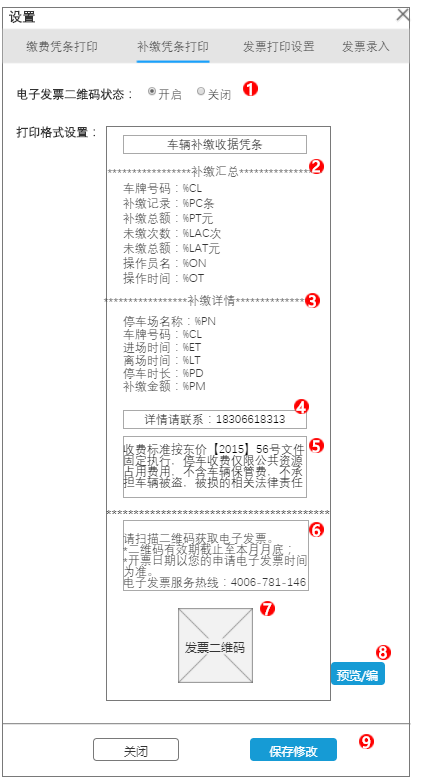 设置
缴费凭条打印 补缴凭条打印 发票打印设置 发票录入
电子发票二维码状态： 开启 关闭 1
打印格式设置：
车辆补缴收据凭条
*****************补缴汇总*************** 2
车牌号码：%CL
补缴记录：%PC条
补缴总额：%PT元
未缴次数：%LAC次
未缴总额：%LAT元
操作员名：%ON
操作时间：%OT
*****************补缴详情*************** 3
停车场名称：%PN
车牌号码：%CL
进场时间：%ET
离场时间：%LT
停车时长：%PD
补缴金额：%PM
4
详情请联系：18306618313
5
收费标准按东价【2015】56号文件
固定执行，停车收费仅限公共资源
占用费用，不含车辆保管费，不承
担车辆被盗，被损的相关法律责任
******************************************
6
请扫描二维码获取电子发票。
*二维码有效期截止至本月月底；
*开票日期以您的申请电子发票时间
为准。
电子发票服务热线：4006-781-146
7
发票二维码
8
预览/编
关闭 保存修改 9